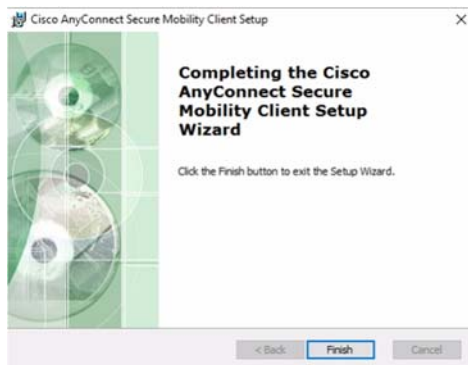 Cisco AnyConnect Secure Mobility Client Setup
Completing the Cisco
AnyConnect Secure
Mobility Client Setup
Wizard
Click the Finish button to exit the Setup Wizard.
< Back Finish Cancel